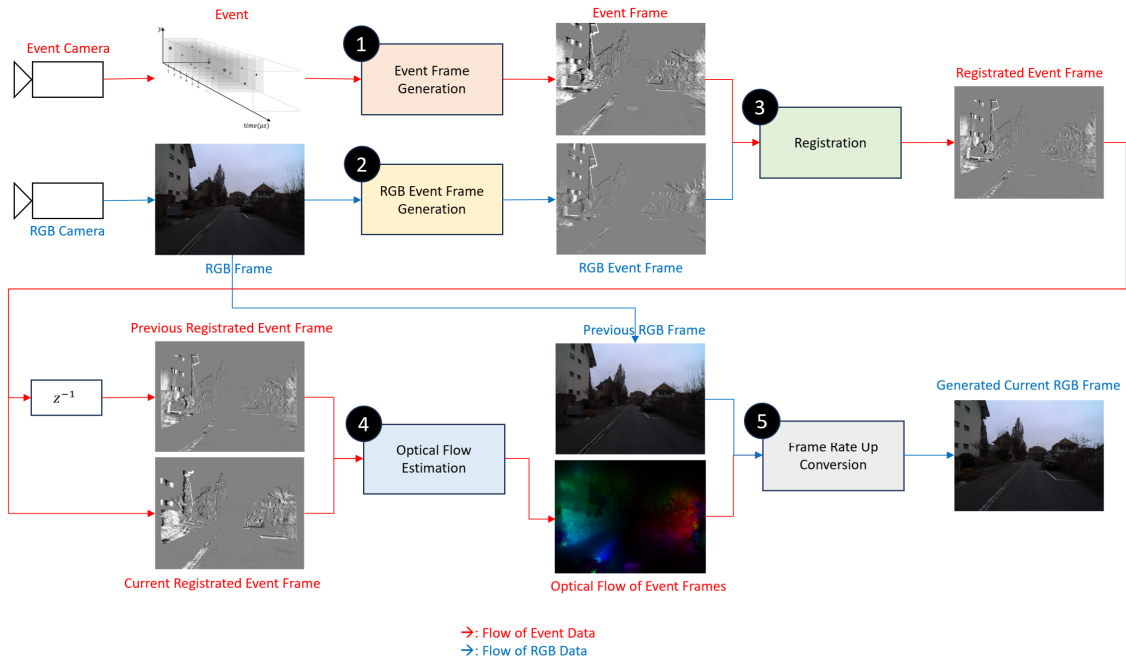 Event Camera
Event
1
Event Frame
Generation
Event Frame
3
Registration
Registrated Event Frame
time(μs)
RGB Camera
RGB Frame
2
RGB Event Frame
Generation
RGB Event Frame
Previous Registrated Event Frame
Previous RGB Frame
z⁻¹
4
Optical Flow
Estimation
5
Frame Rate Up
Conversion
Generated Current RGB Frame
Current Registrated Event Frame
Optical Flow of Event Frames
→: Flow of Event Data
→: Flow of RGB Data